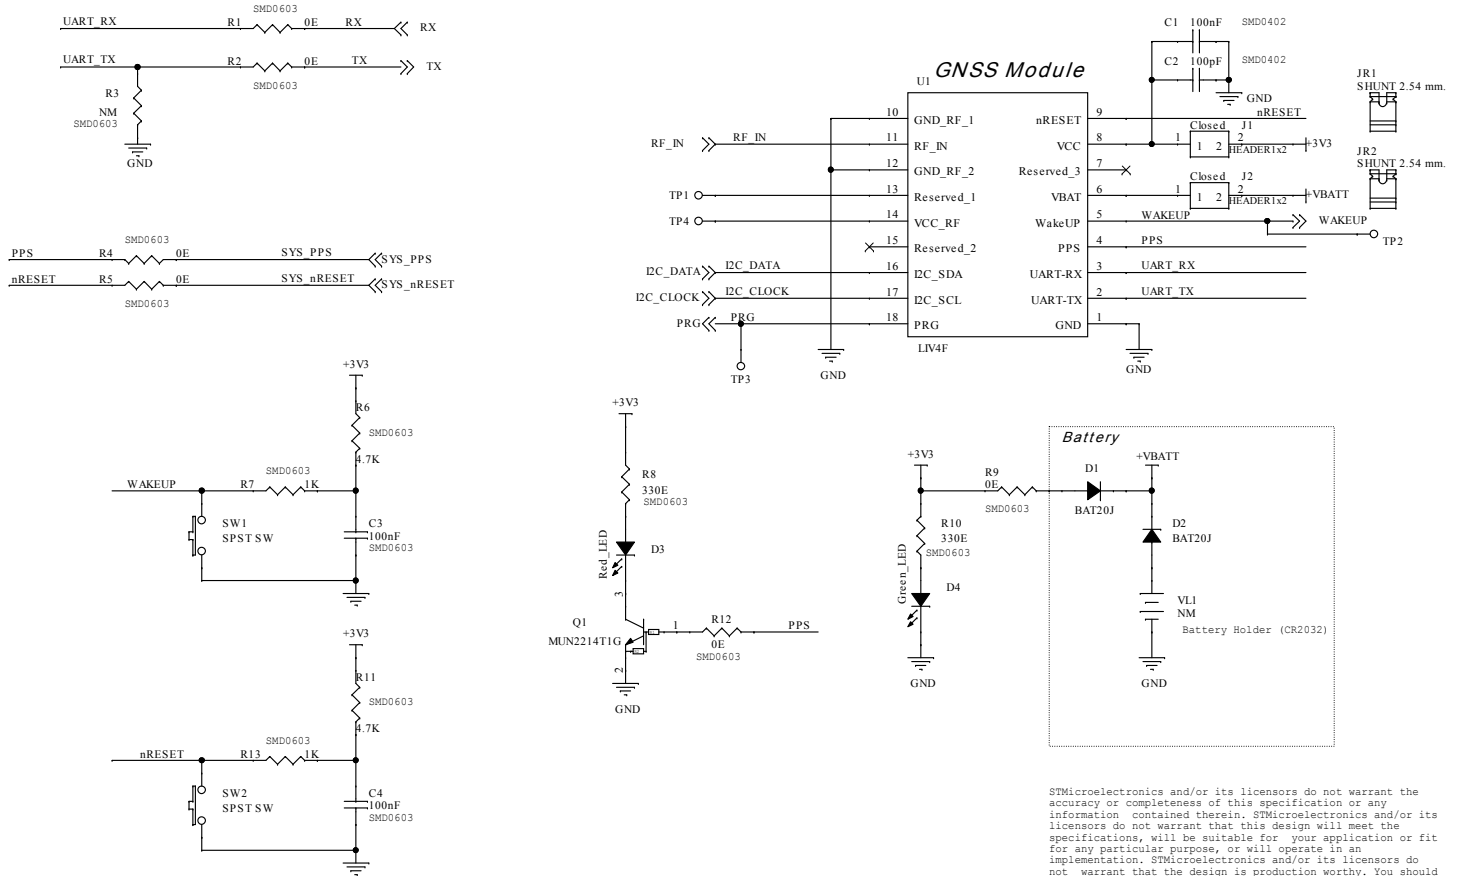 SMD0603
UART_RX R1 0E RX RX
UART_TX R2 0E TX TX
SMD0603
R3
NM
SMD0603
GND
SMD0603
PPS R4 0E SYS_PPS SYS_PPS
nRESET R5 0E SYS_nRESET SYS_nRESET
SMD0603
GNSS Module
U1
C1 100nF SMD0402
C2 100pF SMD0402
GND
JR1
SHUNT 2.54 mm.
JR2
SHUNT 2.54 mm.
10 GND_RF_1 nRESET 9 nRESET
RF_IN RF_IN 11 RF_IN VCC 8 1 Closed J1 1 2 2 HEADER1x2 +3V3
12 GND_RF_2 Reserved_3 7
TP1 13 Reserved_1 VBAT 6 1 Closed J2 1 2 2 HEADER1x2 +VBATT
TP4 14 VCC_RF WakeUP 5 WAKEUP WAKEUP
TP2
15 Reserved_2 PPS 4 PPS
I2C_DATA I2C_DATA 16 I2C_SDA UART-RX 3 UART_RX
I2C_CLOCK I2C_CLOCK 17 I2C_SCL UART-TX 2 UART_TX
PRG PRG 18 PRG GND 1
LIV4F
TP3
GND
GND
+3V3
R6
SMD0603
4.7K
SMD0603
WAKEUP R7 1K
SW1
SPST SW
C3
100nF
SMD0603
+3V3
R11
SMD0603
4.7K
SMD0603
nRESET R13 1K
SW2
SPST SW
C4
100nF
SMD0603
+3V3
R8
330E
SMD0603
Red_LED
D3
3
Q1
MUN2214T1G
1 R12 PPS
0E
SMD0603
2
GND
+3V3
R9
0E
SMD0603
R10
330E
SMD0603
Green_LED
D4
GND
Battery
+VBATT
D1
BAT20J
D2
BAT20J
VL1
NM
Battery Holder (CR2032)
GND
STMicroelectronics and/or its licensors do not warrant the
accuracy or completeness of this specification or any
information contained therein. STMicroelectronics and/or its
licensors do not warrant that this design will meet the
specifications, will be suitable for your application or fit
for any particular purpose, or will operate in an
implementation. STMicroelectronics and/or its licensors do
not warrant that the design is production worthy. You should